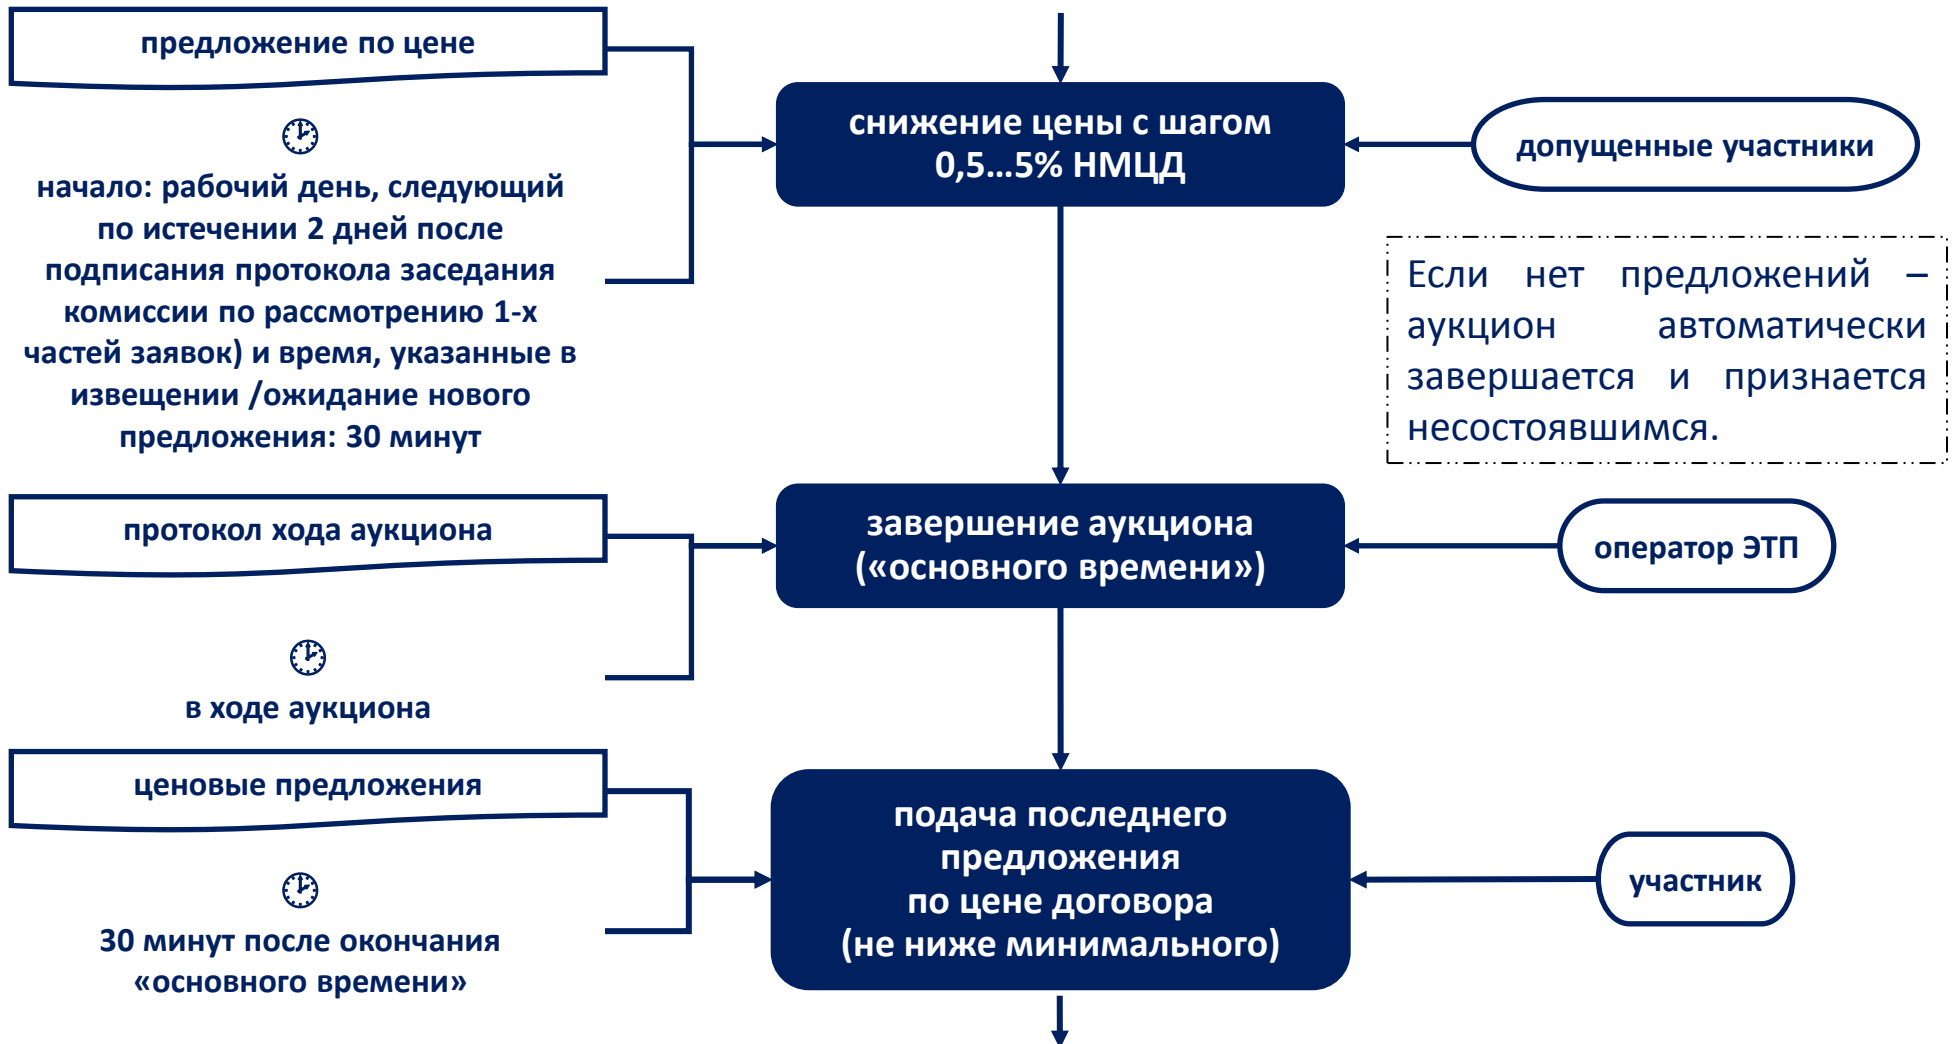 предложение по цене
начало: рабочий день, следующий
по истечении 2 дней после
подписания протокола заседания
комиссии по рассмотрению 1-х
частей заявок) и время, указанные в
извещении /ожидание нового
предложения: 30 минут
снижение цены с шагом
0,5...5% НМЦД
допущенные участники
Если нет предложений –
аукцион автоматически
завершается и признается
несостоявшимся.
протокол хода аукциона
в ходе аукциона
завершение аукциона
(«основного времени»)
оператор ЭТП
ценовые предложения
30 минут после окончания
«основного времени»
подача последнего
предложения
по цене договора
(не ниже минимального)
участник